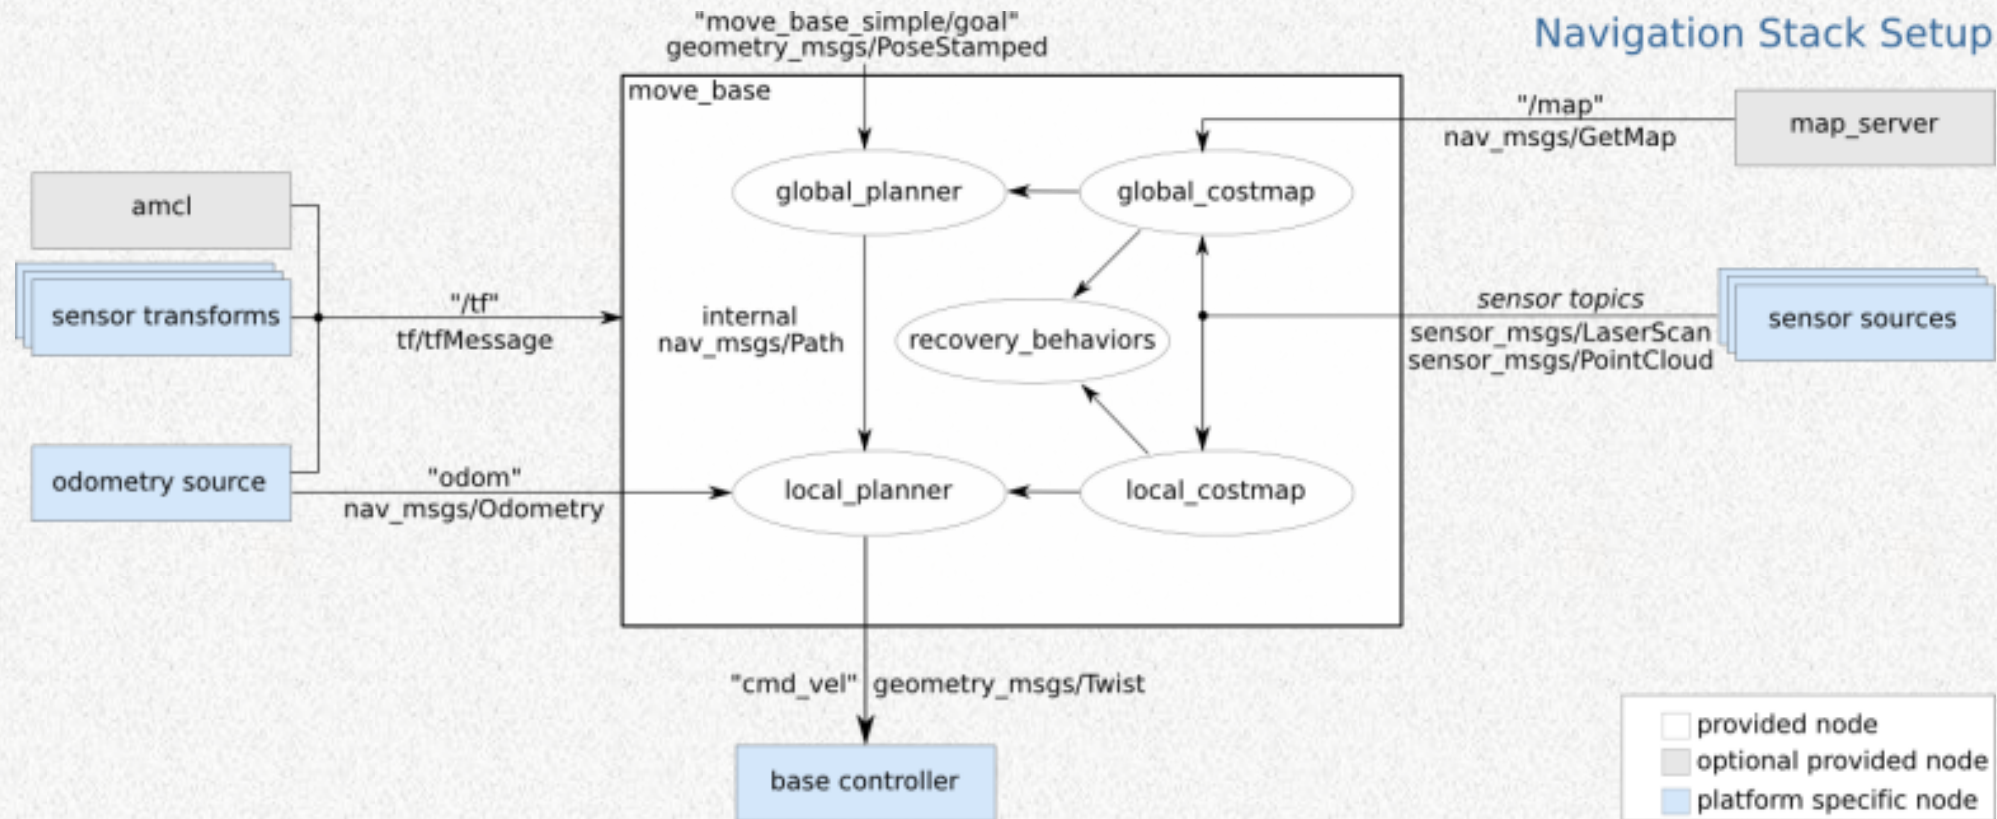 "move_base_simple/goal"
geometry_msgs/PoseStamped
Navigation Stack Setup
move_base
"/map"
nav_msgs/GetMap
map_server
global_planner
global_costmap
amcl
sensor transforms
"/tf"
tf/tfMessage
internal
nav_msgs/Path
recovery_behaviors
sensor topics
sensor_msgs/LaserScan
sensor_msgs/PointCloud
sensor sources
odometry source
"odom"
nav_msgs/Odometry
local_planner
local_costmap
"cmd_vel" geometry_msgs/Twist
base controller
provided node
optional provided node
platform specific node